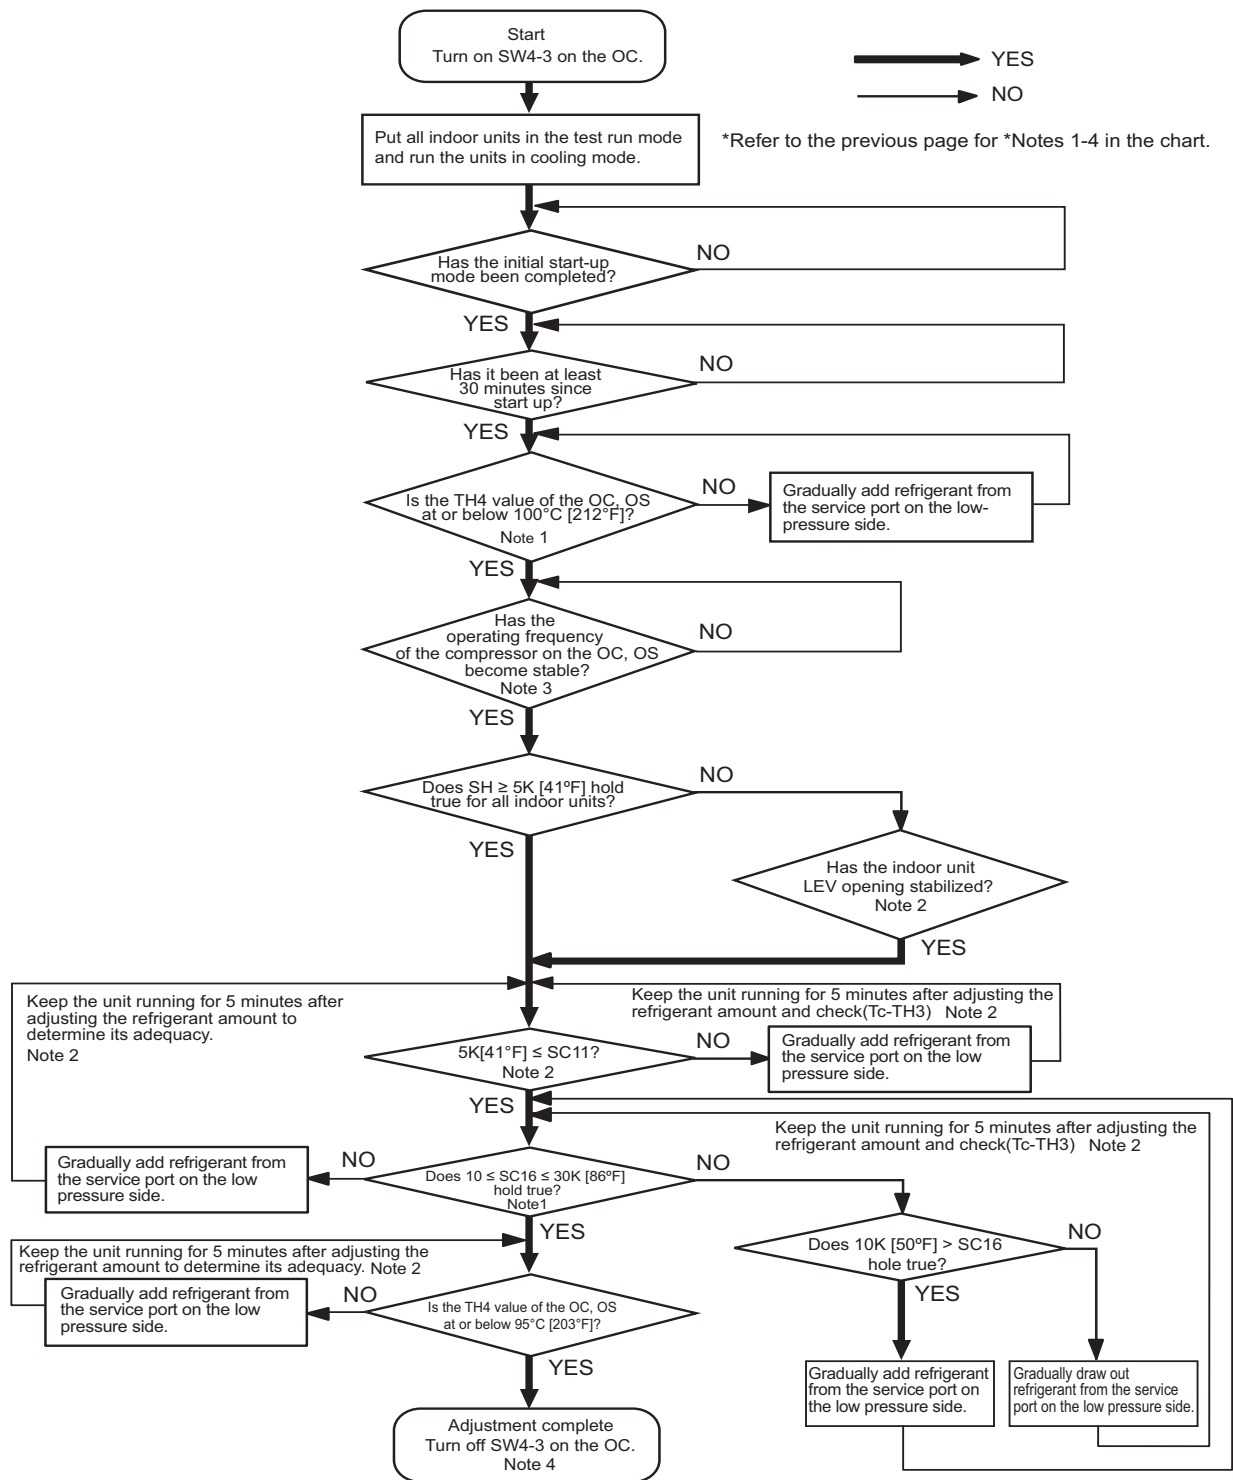 Start
Turn on SW4-3 on the OC.
YES
NO
Put all indoor units in the test run mode
and run the units in cooling mode.
*Refer to the previous page for *Notes 1-4 in the chart.
Has the initial start-up
mode been completed?
NO
YES
Has it been at least
30 minutes since
start up?
NO
YES
Is the TH4 value of the OC, OS
at or below 100°C [212°F]?
Note 1
NO
Gradually add refrigerant from
the service port on the low-
pressure side.
YES
Has the
operating frequency
of the compressor on the OC, OS
become stable?
Note 3
NO
YES
Does SH ≥ 5K [41ºF] hold
true for all indoor units?
NO
YES
Has the indoor unit
LEV opening stabilized?
Note 2
YES
Keep the unit running for 5 minutes after
adjusting the refrigerant amount to
determine its adequacy.
Note 2
Keep the unit running for 5 minutes after adjusting the
refrigerant amount and check(Tc-TH3) Note 2
5K[41°F] ≤ SC11?
Note 2
NO
Gradually add refrigerant from
the service port on the low
pressure side.
YES
Keep the unit running for 5 minutes after adjusting the
refrigerant amount and check(Tc-TH3) Note 2
Gradually add refrigerant from
the service port on the low
pressure side.
NO
Does 10 ≤ SC16 ≤ 30K [86ºF]
hold true?
Note1
NO
YES
Does 10K [50ºF] > SC16
hole true?
NO
YES
Keep the unit running for 5 minutes after adjusting the
refrigerant amount to determine its adequacy. Note 2
Gradually add refrigerant from
the service port on the low
pressure side.
NO
Is the TH4 value of the OC, OS
at or below 95°C [203°F]?
YES
Gradually add refrigerant
from the service port on
the low pressure side.
Gradually draw out
refrigerant from the service
port on the low pressure side.
Adjustment complete
Turn off SW4-3 on the OC.
Note 4